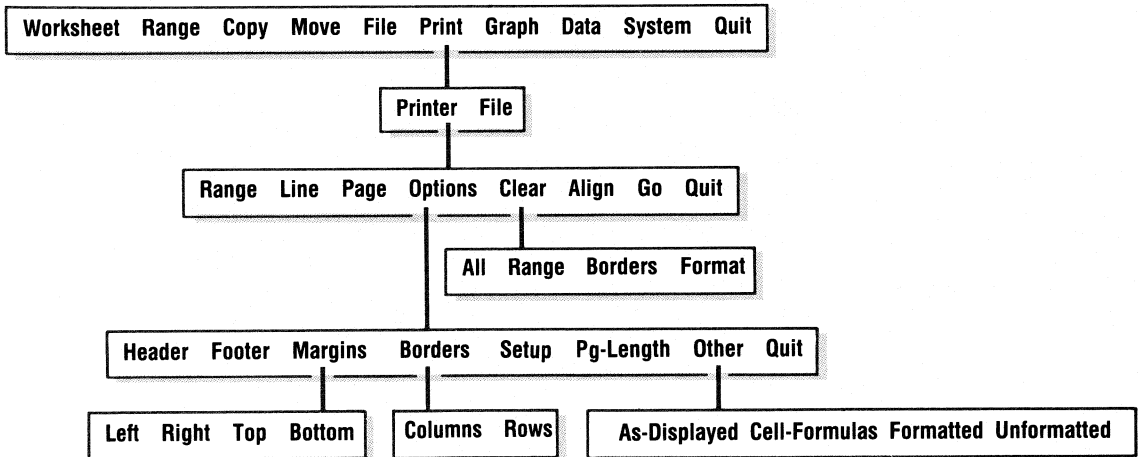 Worksheet Range Copy Move File Print Graph Data System Quit
Printer File
Range Line Page Options Clear Align Go Quit
All Range Borders Format
Header Footer Margins Borders Setup Pg-Length Other Quit
Left Right Top Bottom
Columns Rows
As-Displayed Cell-Formulas Formatted Unformatted